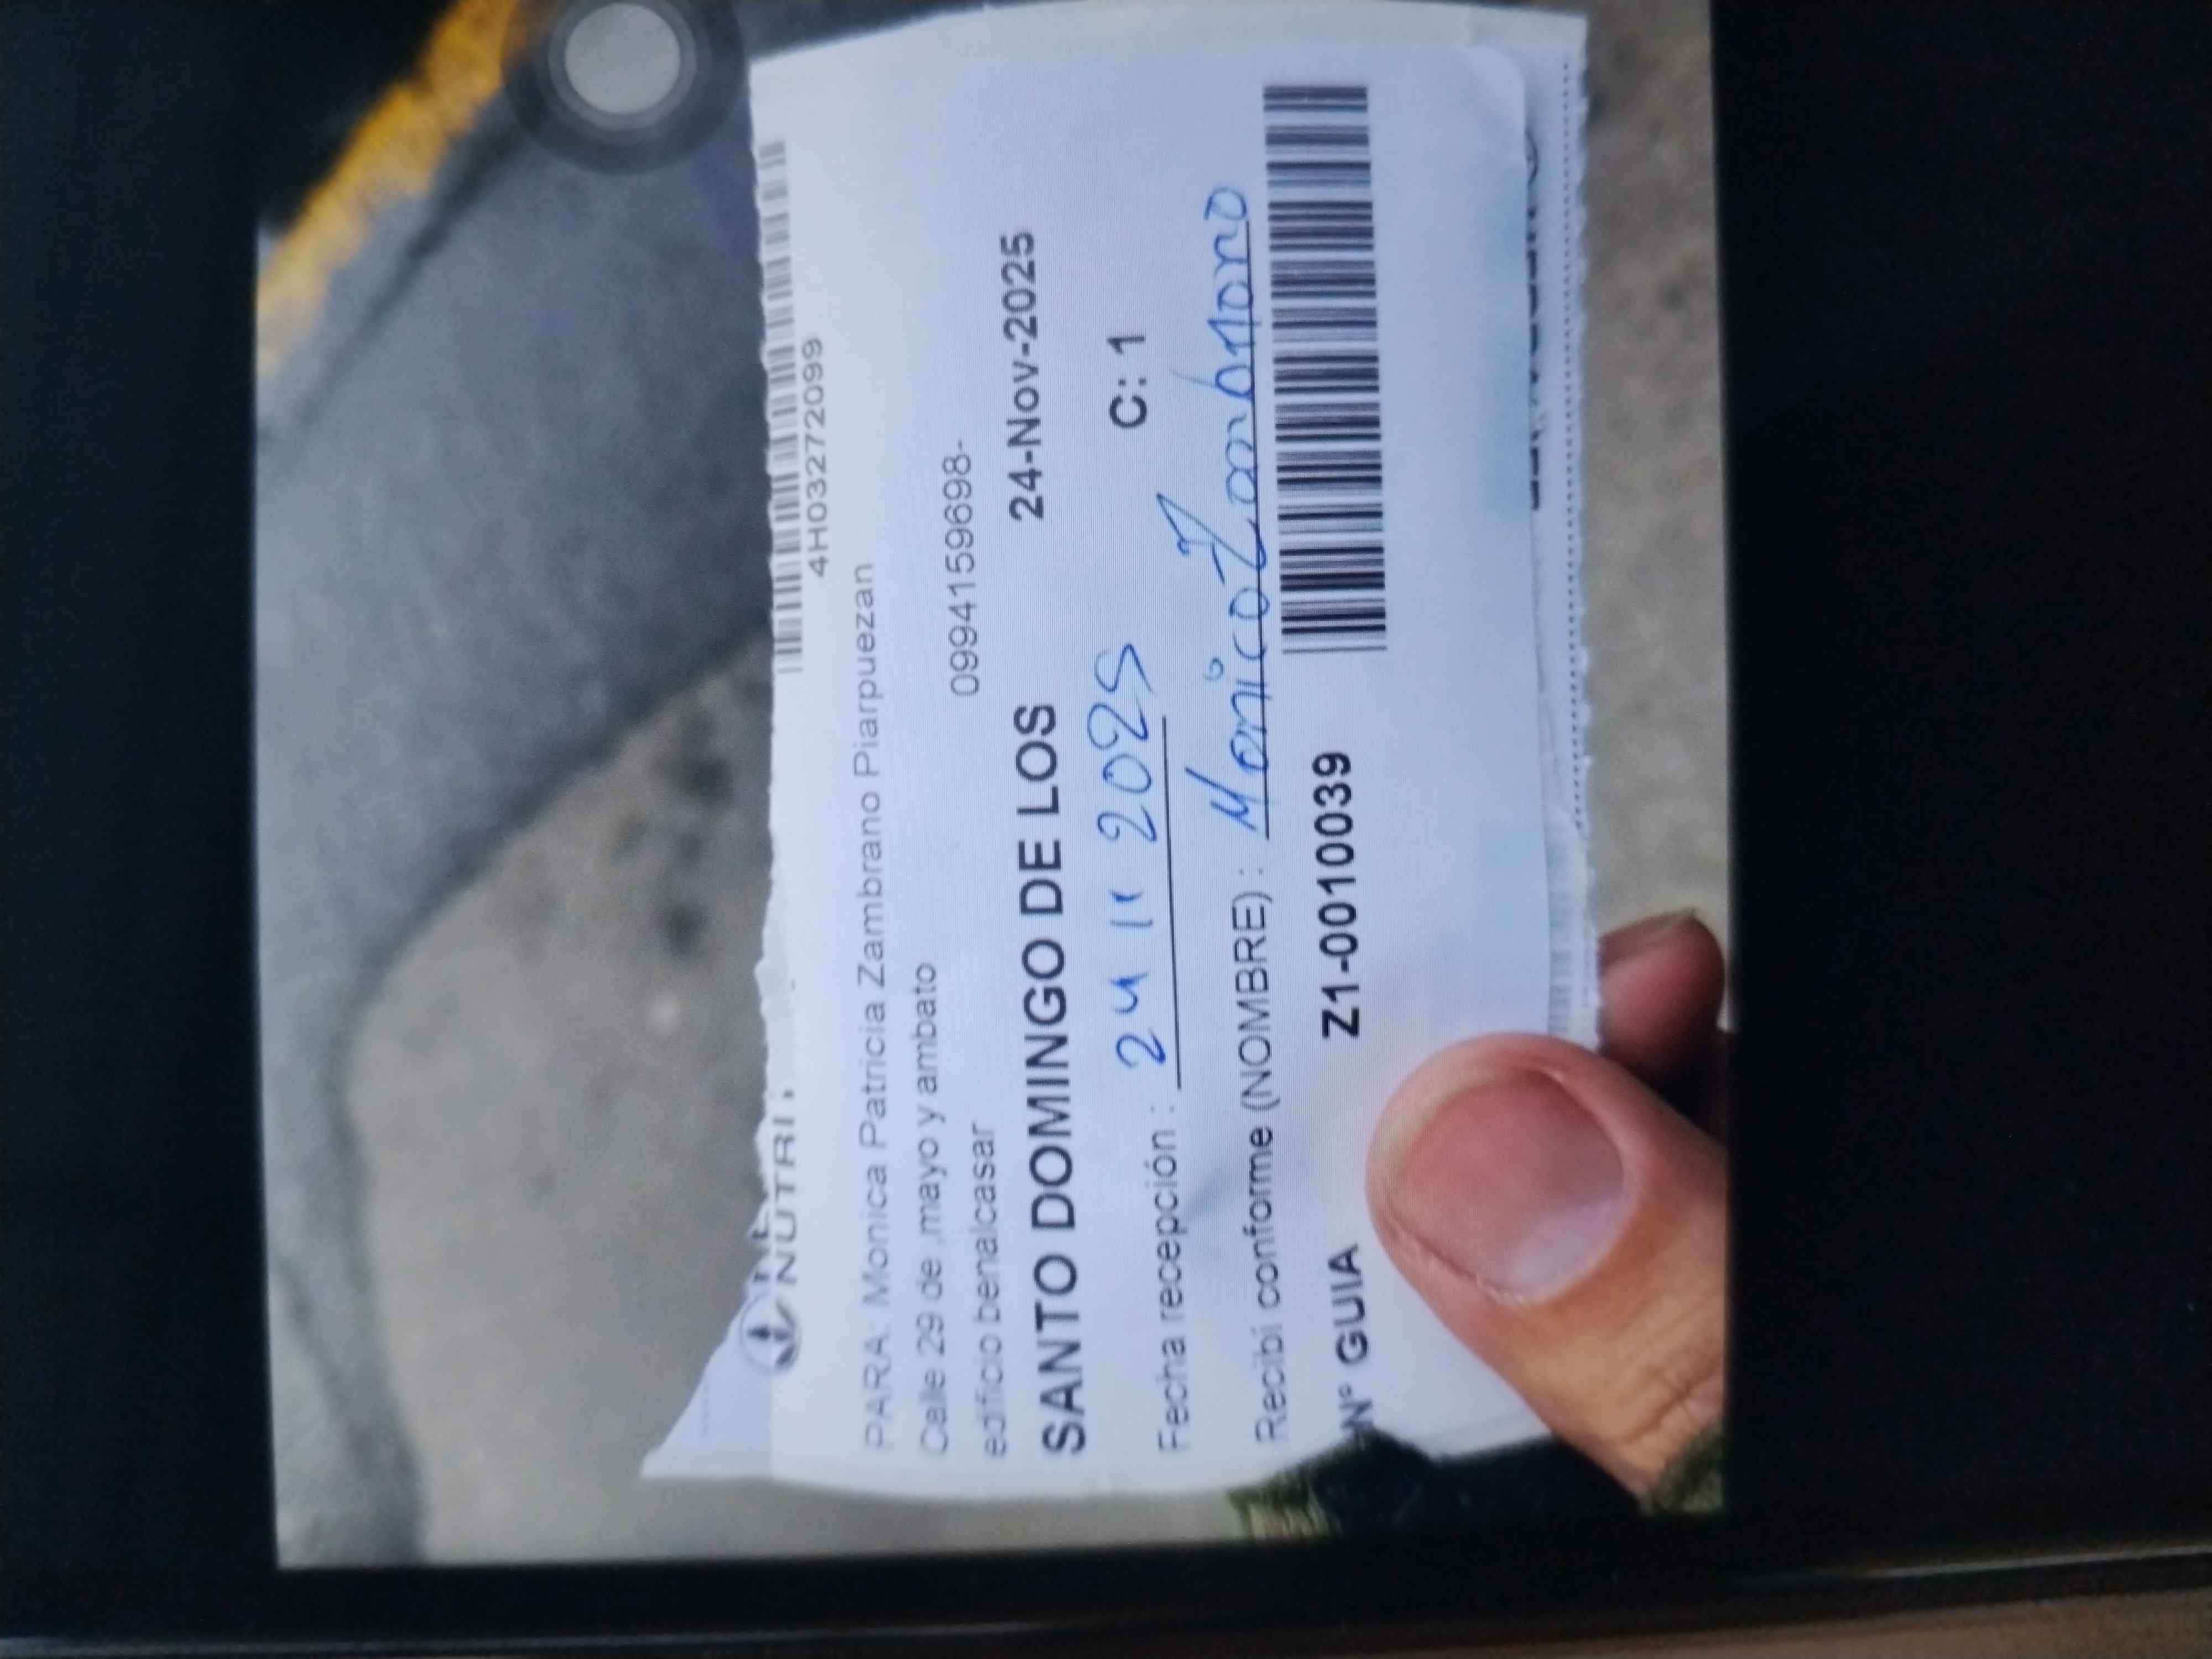 4H0327272099
NUTRI
PARA: Monica Patricia Zambrano Piarpuezan
Calle 29 de ,mayo y ambato
edificio benalcasar 0994159698-
SANTO DOMINGO DE LOS 24-Nov-2025
Fecha recepción : 24 11 2025 C: 1
Recibí conforme (NOMBRE) : Monica Zambrano
Nº GUIA Z1-0010039